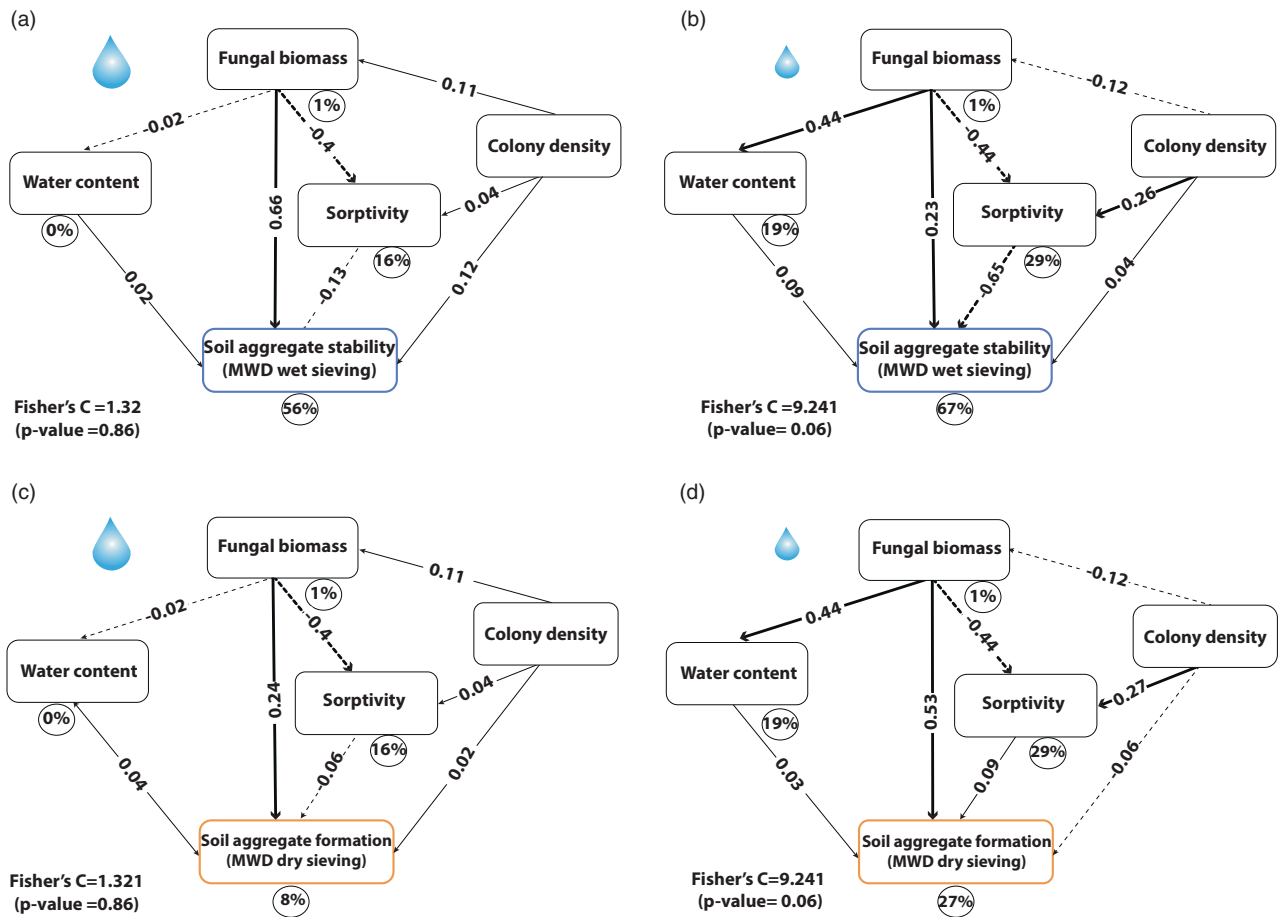 (a)
Fungal biomass
1%
0.11
-0.02
-0.4
Colony density
Water content
0%
0.66
Sorptivity
0.04
16%
0.02
-0.13
0.12
Soil aggregate stability
(MWD wet sieving)
56%
Fisher's C =1.32
(p-value =0.86)
(b)
Fungal biomass
1%
-0.12
0.44
-0.44
Colony density
Water content
19%
0.23
Sorptivity
0.26
29%
0.09
-0.65
0.04
Soil aggregate stability
(MWD wet sieving)
67%
Fisher's C =9.241
(p-value= 0.06)
(c)
Fungal biomass
1%
0.11
-0.02
-0.4
Colony density
Water content
0%
0.24
Sorptivity
0.04
16%
0.04
-0.06
0.02
Soil aggregate formation
(MWD dry sieving)
8%
Fisher's C=1.321
(p-value =0.86)
(d)
Fungal biomass
1%
-0.12
0.44
-0.44
Colony density
Water content
19%
0.53
Sorptivity
0.27
29%
0.03
0.09
-0.06
Soil aggregate formation
(MWD dry sieving)
27%
Fisher's C=9.241
(p-value= 0.06)